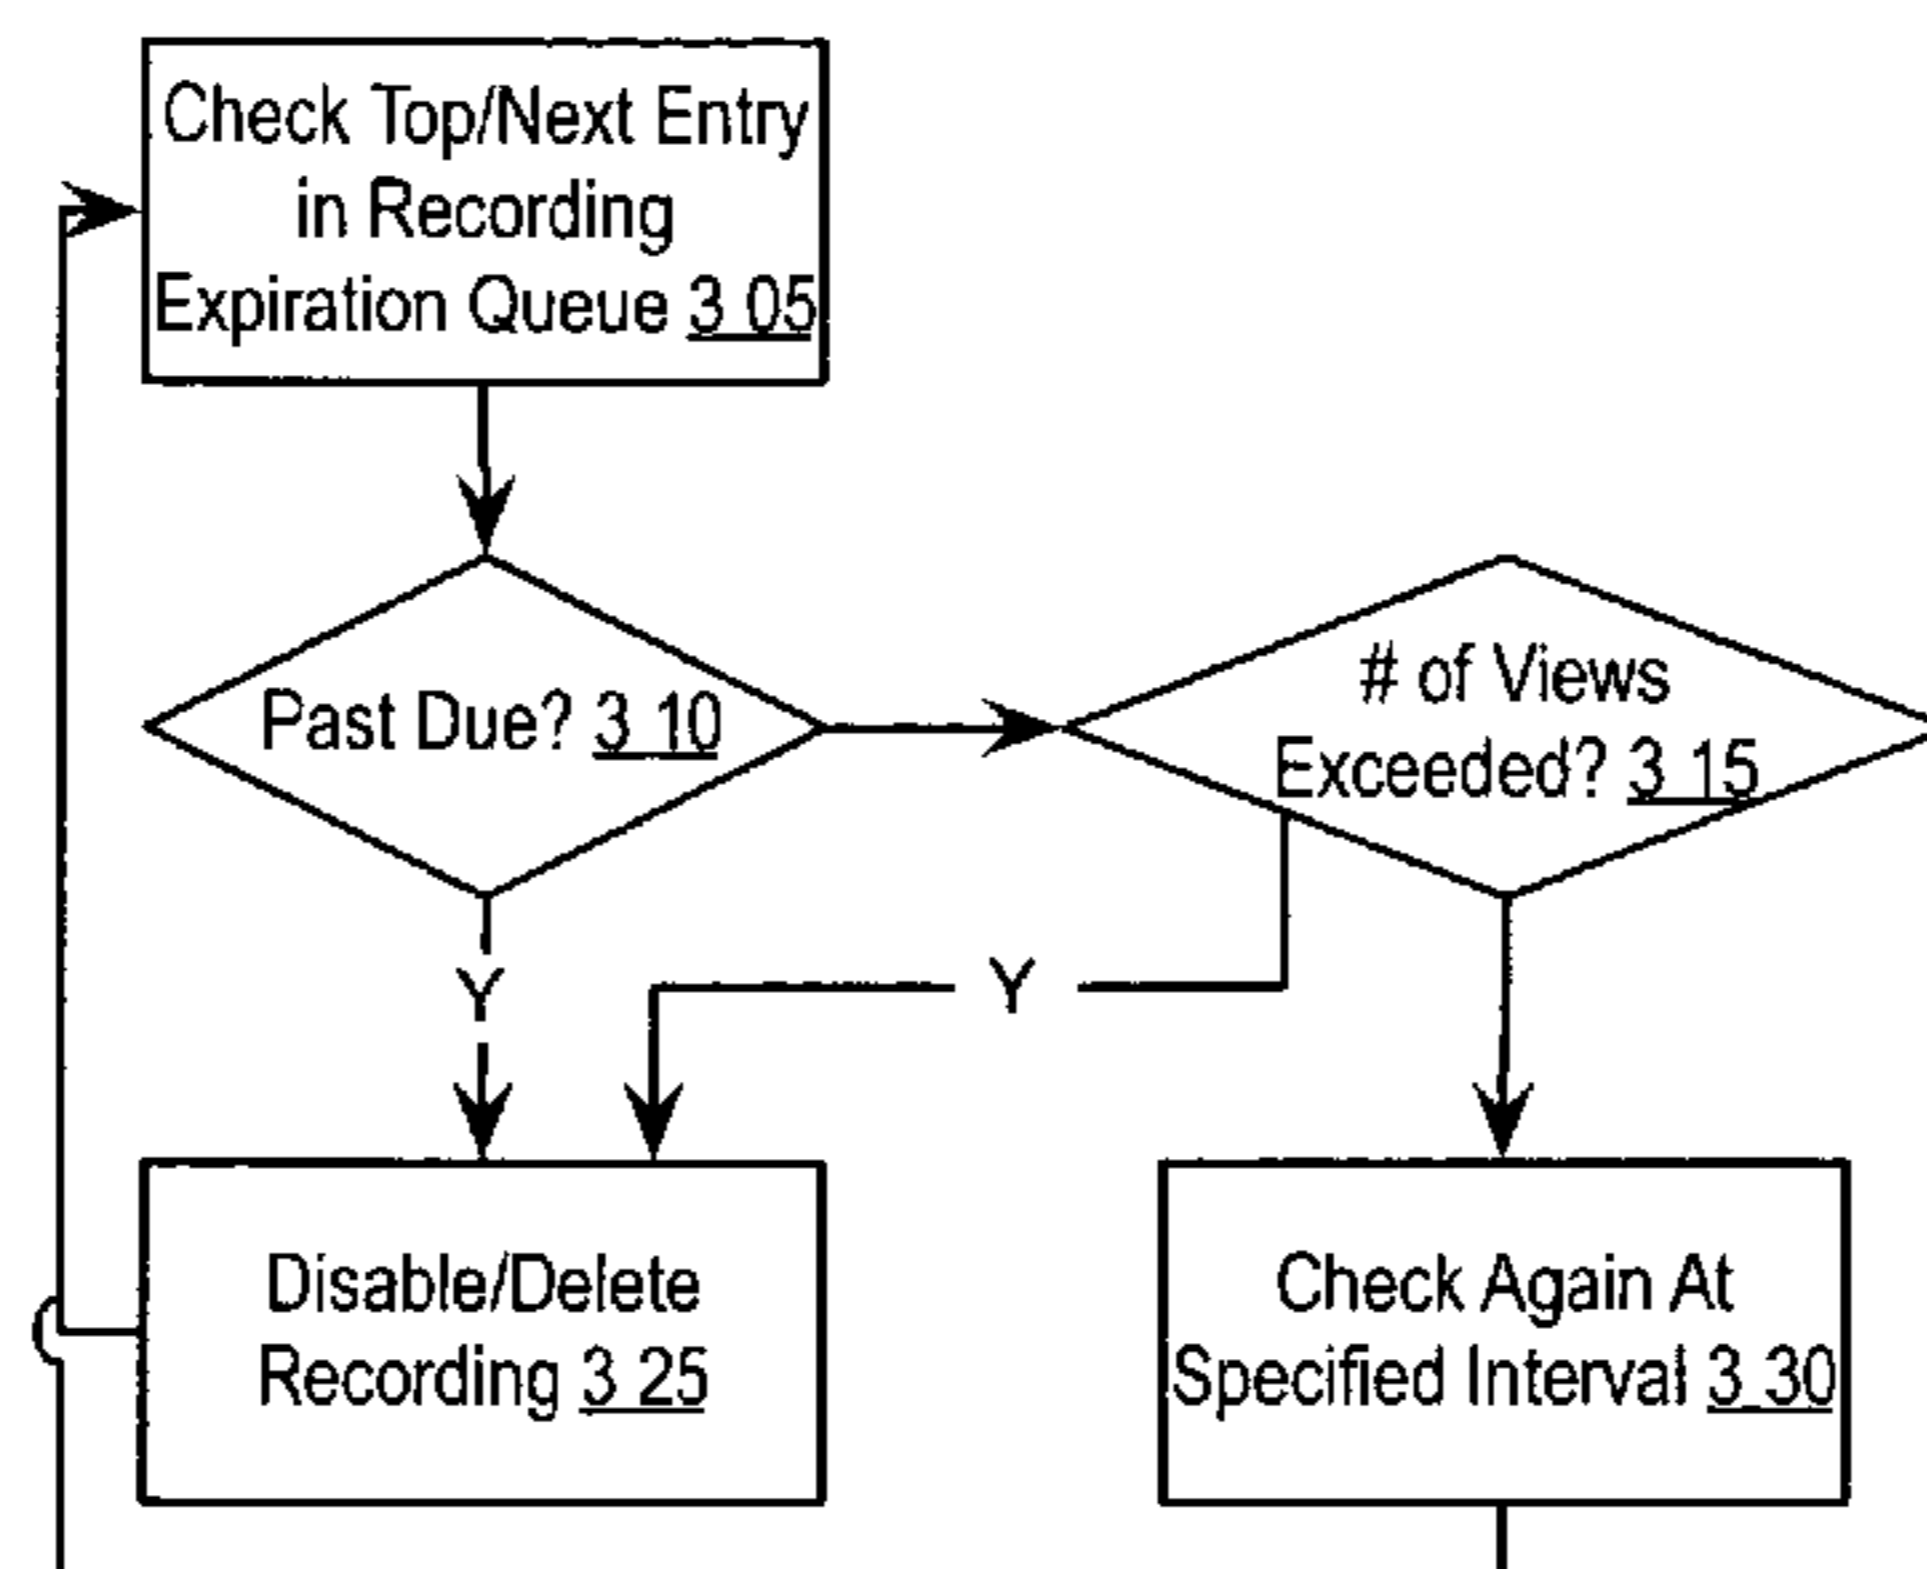 Check Top/Next Entry
in Recording
Expiration Queue 3 05
Past Due? 3 10
# of Views
Exceeded? 3 15
Y
Y
Disable/Delete
Recording 3 25
Check Again At
Specified Interval 3 30